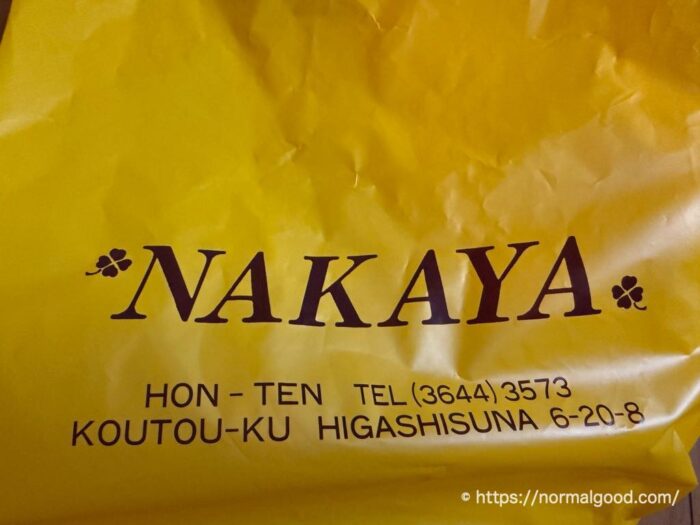 NAKAYA
HON - TEN TEL (3644) 3573
KOUTOU-KU HIGASHISUNA 6-20-8
© https://normalgood.com/